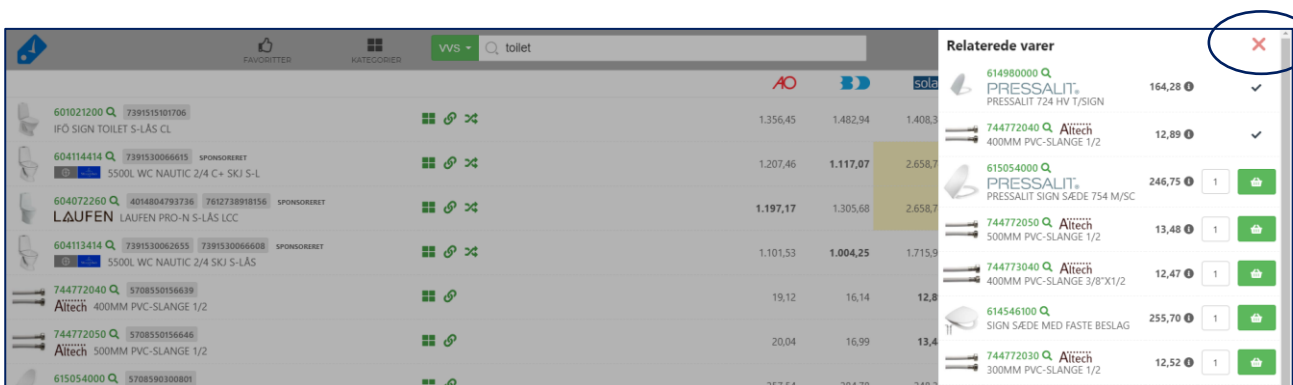 FAVORITTER
KATEGORIER
VVS
toilet
AO
BD
sola
601021200 7391515101706
IFÖ SIGN TOILET S-LÅS CL
1.356,45 1.482,94 1.408,3
604114414 7391530066615 SPONSORERET
5500L WC NAUTIC 2/4 C+ SKJ S-L
1.207,46 1.117,07 2.658,7
604072260 4014804793736 7612738918156 SPONSORERET
LAUFEN LAUFEN PRO-N S-LÅS LCC
1.197,17 1.305,68 2.658,7
604113414 7391530062655 7391530066608 SPONSORERET
5500L WC NAUTIC 2/4 SKJ S-LÅS
1.101,53 1.004,25 1.715,9
744772040 5708550156639
Altech 400MM PVC-SLANGE 1/2
19,12 16,14 12,8
744772050 5708550156646
Altech 500MM PVC-SLANGE 1/2
20,04 16,99 13,4
615054000 5708590300801
Relaterede varer
614980000
PRESSALIT
PRESSALIT 724 HV T/SIGN
164,28
744772040 Altech
400MM PVC-SLANGE 1/2
12,89
615054000
PRESSALIT
PRESSALIT SIGN SÆDE 754 M/SC
246,75 1
744772050 Altech
500MM PVC-SLANGE 1/2
13,48 1
744773040 Altech
400MM PVC-SLANGE 3/8"X1/2
12,47 1
614546100
SIGN SÆDE MED FASTE BESLAG
255,70 1
744772030 Altech
300MM PVC-SLANGE 1/2
12,52 1